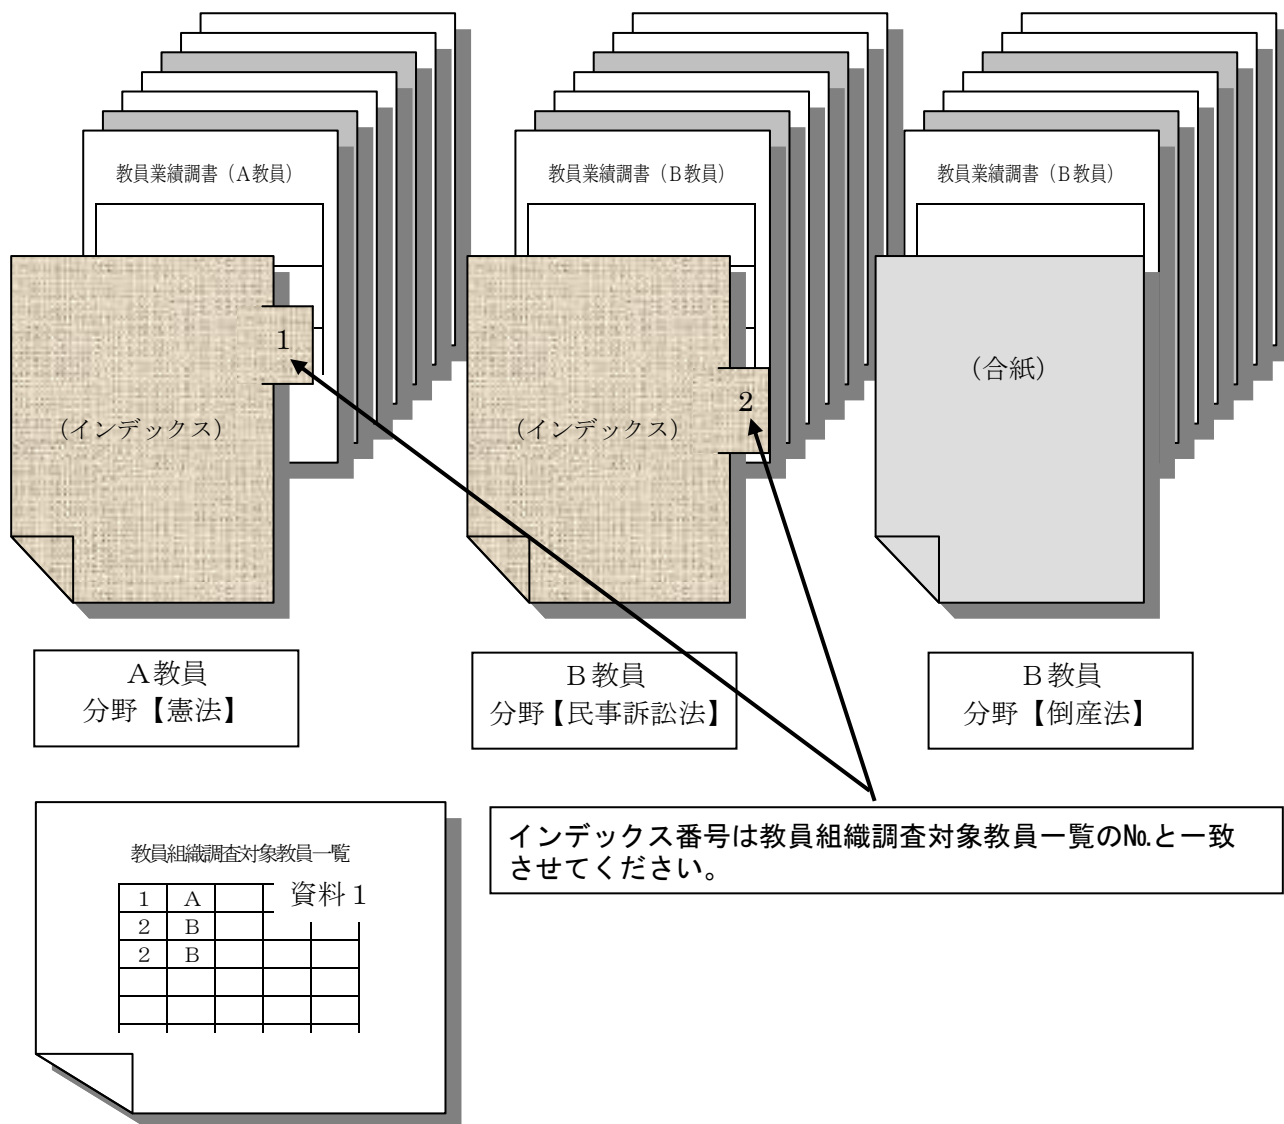 教員業績調書（Ａ教員）
教員業績調書（Ｂ教員）
教員業績調書（Ｂ教員）
1
（インデックス）
2
（インデックス）
（合紙）
Ａ教員
分野【憲法】
Ｂ教員
分野【民事訴訟法】
Ｂ教員
分野【倒産法】
インデックス番号は教員組織調査対象教員一覧の№と一致
させてください。
教員組織調査対象教員一覧
資料１
1 A
2 B
2 B